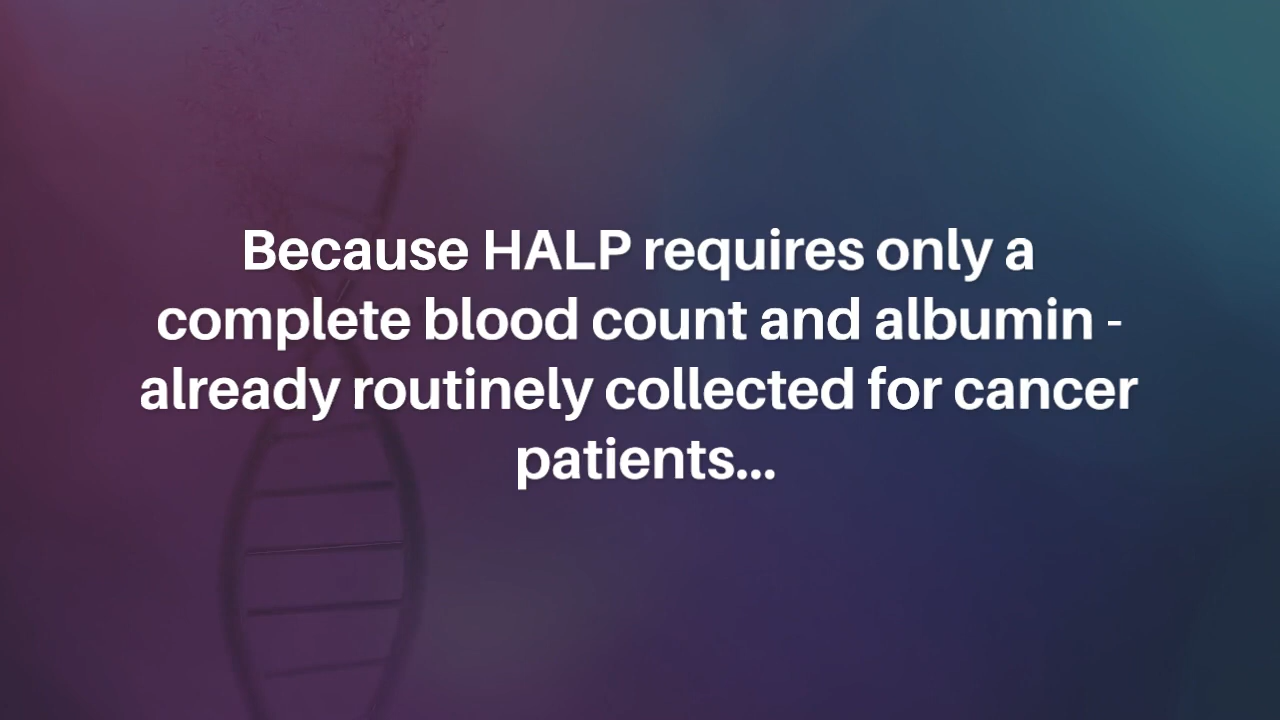 Because HALP requires only a
complete blood count and albumin -
already routinely collected for cancer
patients...